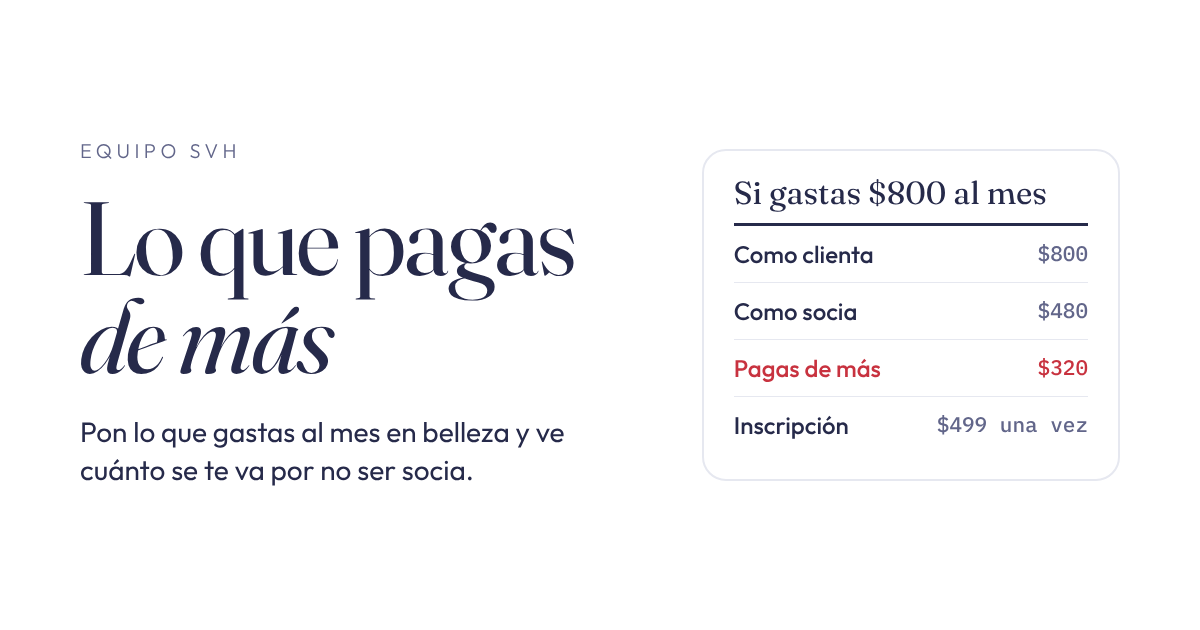 EQUIPO SVH
Lo que pagas
de más
Pon lo que gastas al mes en belleza y ve
cuánto se te va por no ser socia.
Si gastas $800 al mes
Como clienta $800
Como socia $480
Pagas de más $320
Inscripción $499 una vez